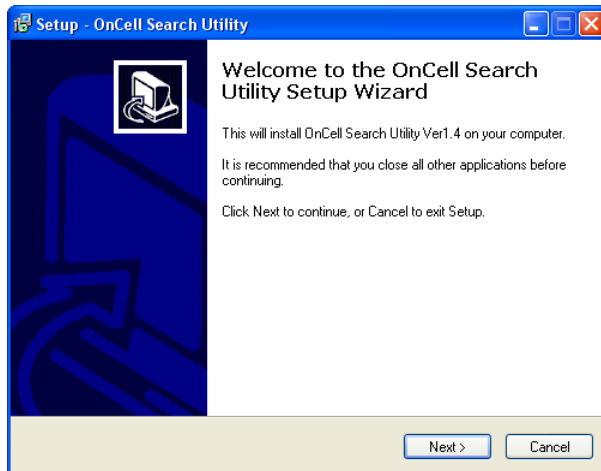 Setup - OnCell Search Utility
Welcome to the OnCell Search
Utility Setup Wizard
This will install OnCell Search Utility Ver1.4 on your computer.
It is recommended that you close all other applications before
continuing.
Click Next to continue, or Cancel to exit Setup.
Next >
Cancel